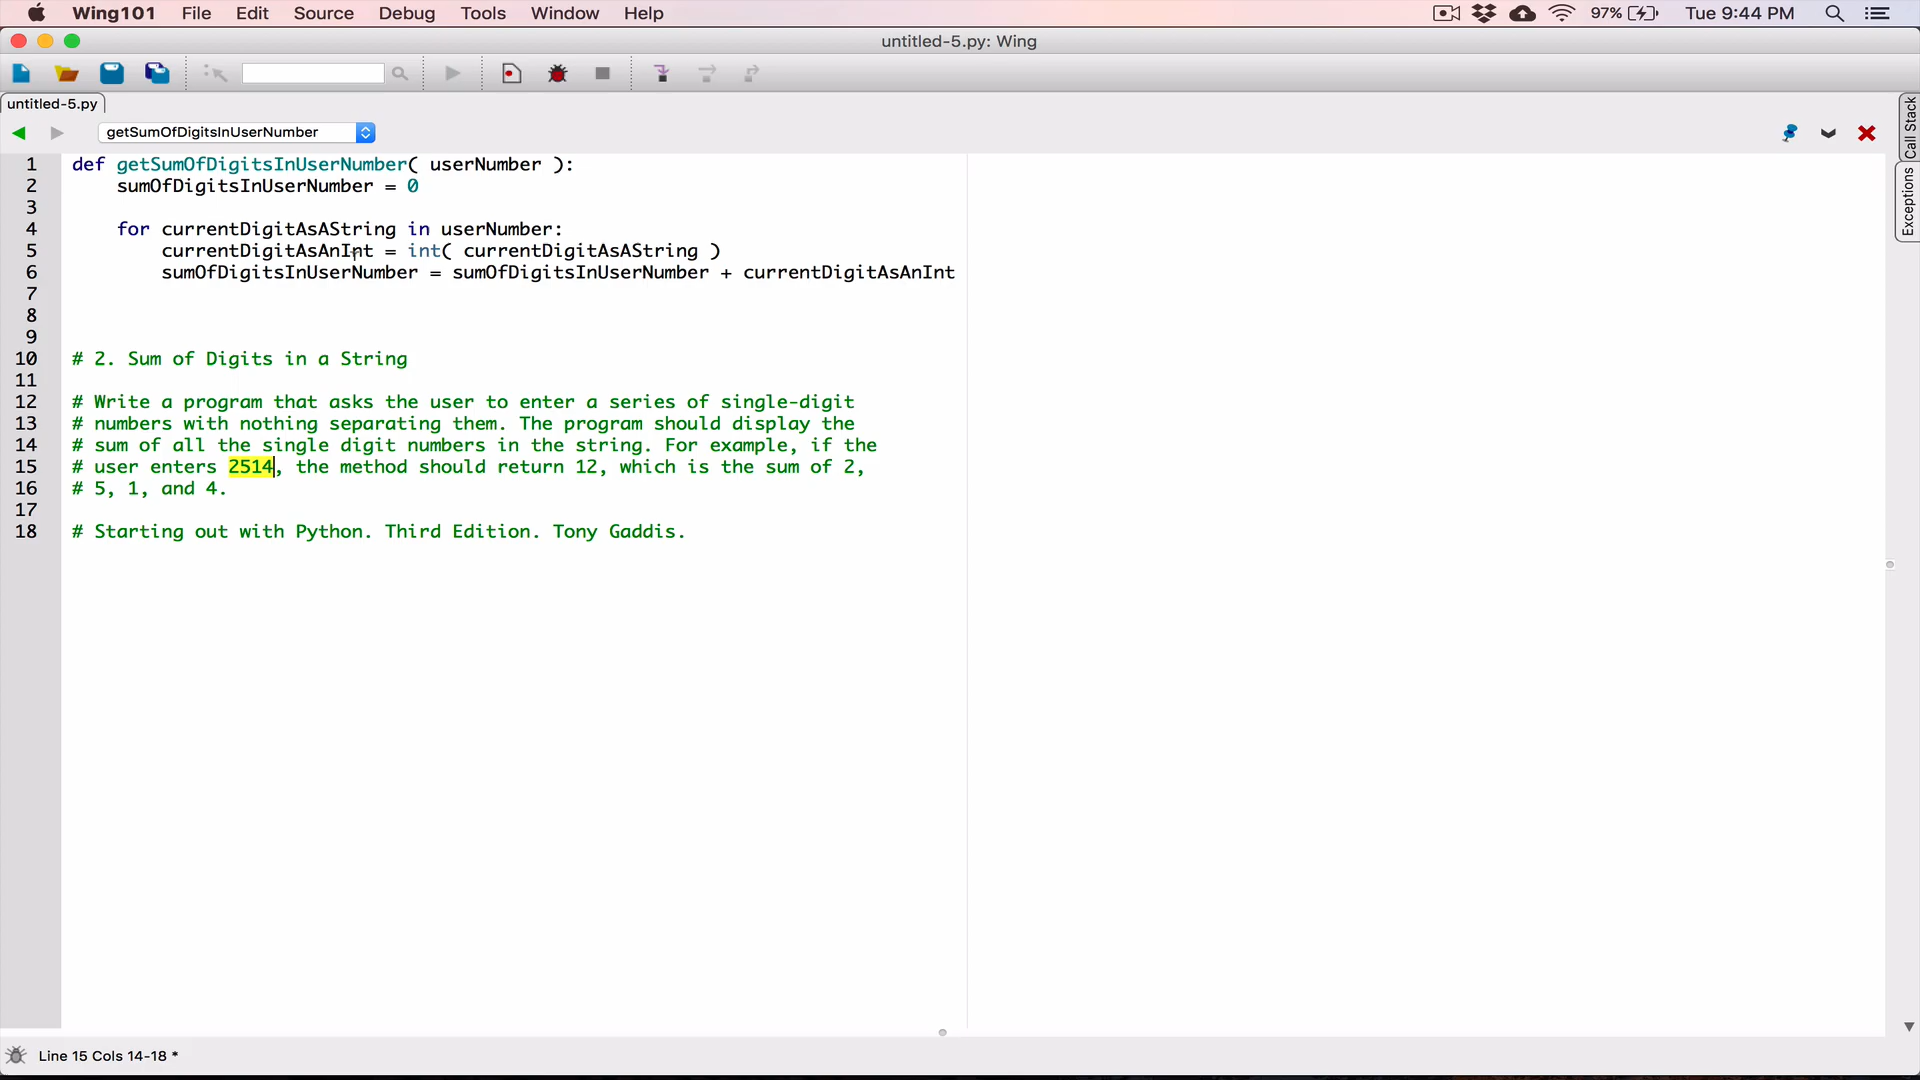 Wing101 File Edit Source Debug Tools Window Help 97% Tue 9:44 PM
untitled-5.py: Wing
untitled-5.py
getSumOfDigitsInUserNumber
1 def getSumOfDigitsInUserNumber( userNumber ):
2 sumOfDigitsInUserNumber = 0
3
4 for currentDigitAsAString in userNumber:
5 currentDigitAsAnInt = int( currentDigitAsAString )
6 sumOfDigitsInUserNumber = sumOfDigitsInUserNumber + currentDigitAsAnInt
7
8
9
10 # 2. Sum of Digits in a String
11
12 # Write a program that asks the user to enter a series of single-digit
13 # numbers with nothing separating them. The program should display the
14 # sum of all the single digit numbers in the string. For example, if the
15 # user enters 2514, the method should return 12, which is the sum of 2,
16 # 5, 1, and 4.
17
18 # Starting out with Python. Third Edition. Tony Gaddis.
Call Stack
Exceptions
Line 15 Cols 14-18 *